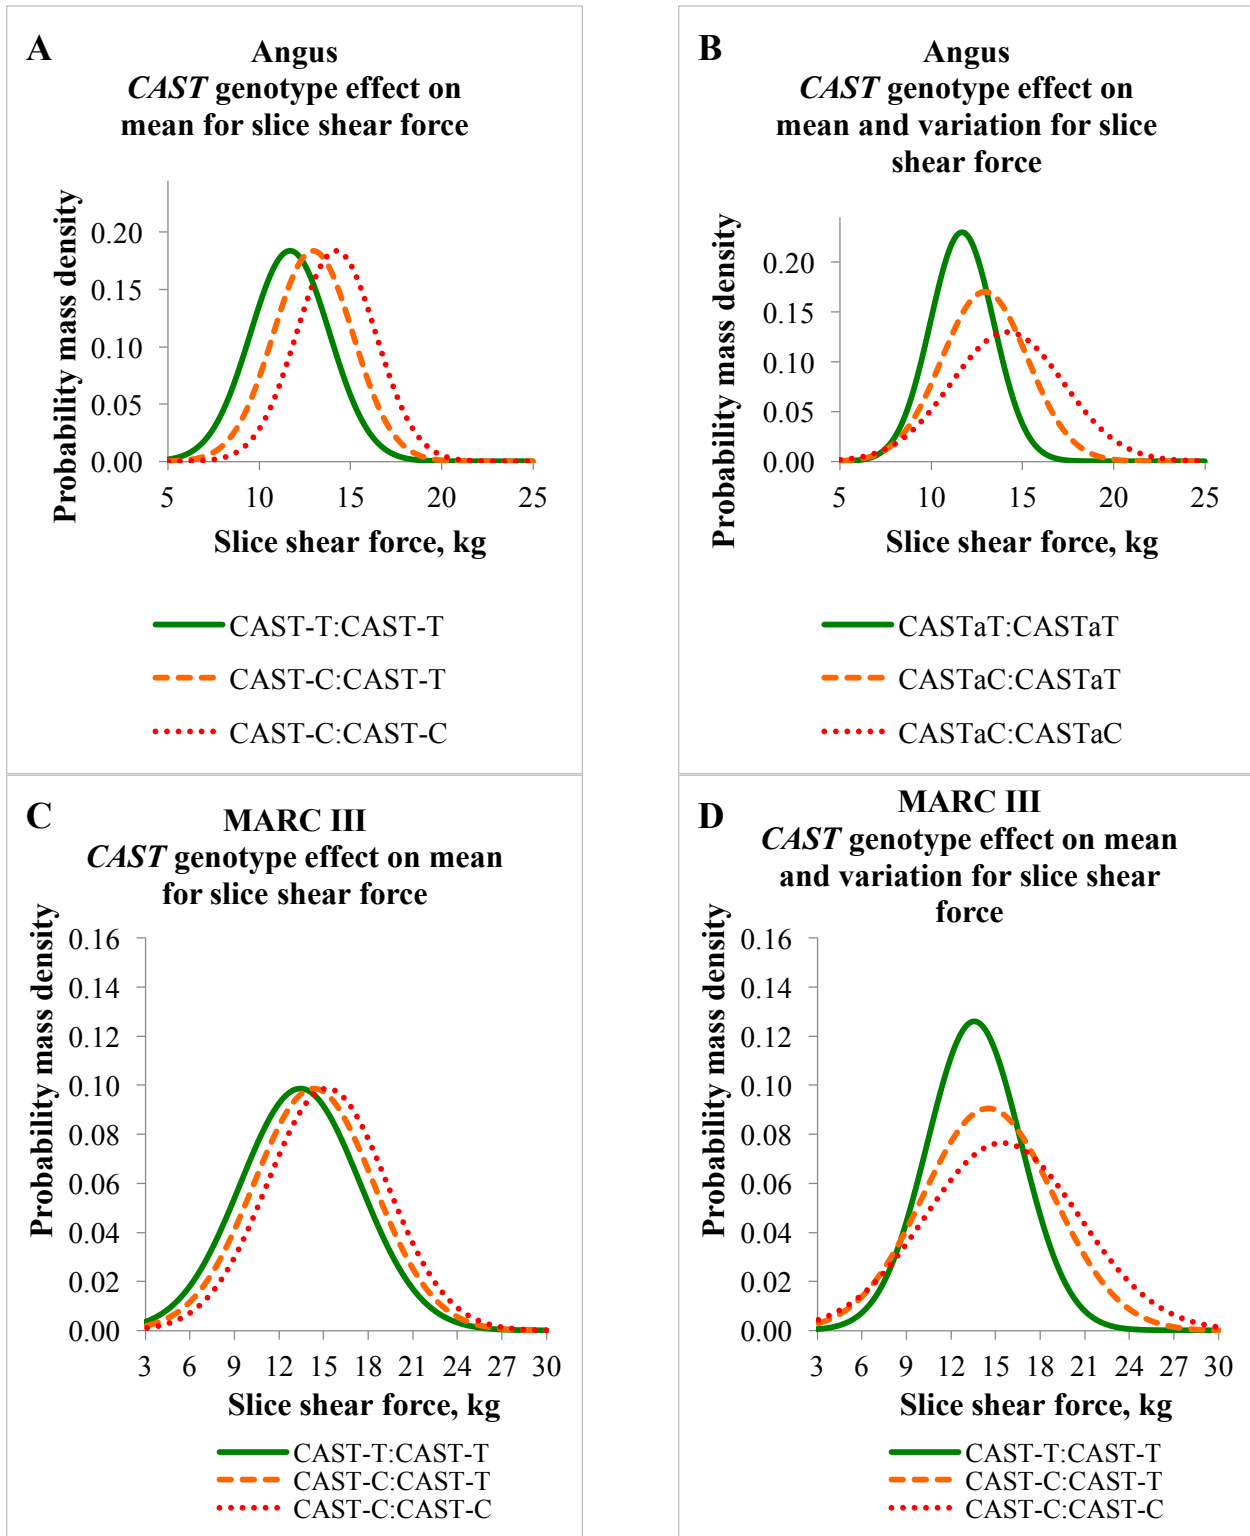 A
Angus
CAST genotype effect on
mean for slice shear force
Probability mass density
0.20
0.15
0.10
0.05
0.00
5 10 15 20 25
Slice shear force, kg
CAST-T:CAST-T
CAST-C:CAST-T
CAST-C:CAST-C
B
Angus
CAST genotype effect on
mean and variation for slice
shear force
Probability mass density
0.20
0.15
0.10
0.05
0.00
5 10 15 20 25
Slice shear force, kg
CASTaT:CASTaT
CASTaC:CASTaT
CASTaC:CASTaC
C
MARC III
CAST genotype effect on mean
for slice shear force
Probability mass density
0.16
0.14
0.12
0.10
0.08
0.06
0.04
0.02
0.00
3 6 9 12 15 18 21 24 27 30
Slice shear force, kg
CAST-T:CAST-T
CAST-C:CAST-T
CAST-C:CAST-C
D
MARC III
CAST genotype effect on mean
and variation for slice shear
force
Probability mass density
0.16
0.14
0.12
0.10
0.08
0.06
0.04
0.02
0.00
3 6 9 12 15 18 21 24 27 30
Slice shear force, kg
CAST-T:CAST-T
CAST-C:CAST-T
CAST-C:CAST-C